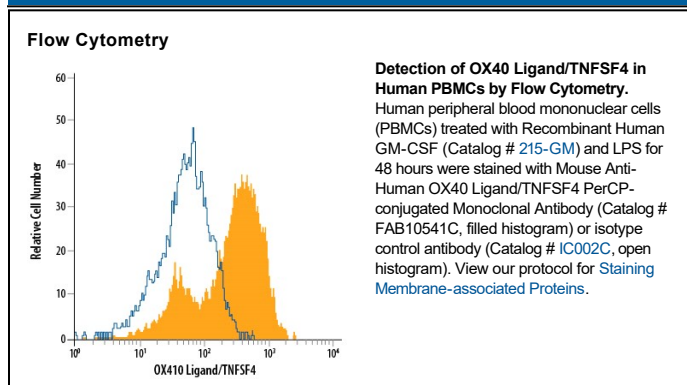 Flow Cytometry
60
50
40
30
20
10
0
Relative Cell Number
10⁰ 10¹ 10² 10³ 10⁴
OX410 Ligand/TNFSF4
Detection of OX40 Ligand/TNFSF4 in
Human PBMCs by Flow Cytometry.
Human peripheral blood mononuclear cells
(PBMCs) treated with Recombinant Human
GM-CSF (Catalog # 215-GM) and LPS for
48 hours were stained with Mouse Anti-
Human OX40 Ligand/TNFSF4 PerCP-
conjugated Monoclonal Antibody (Catalog #
FAB10541C, filled histogram) or isotype
control antibody (Catalog # IC002C, open
histogram). View our protocol for Staining
Membrane-associated Proteins.